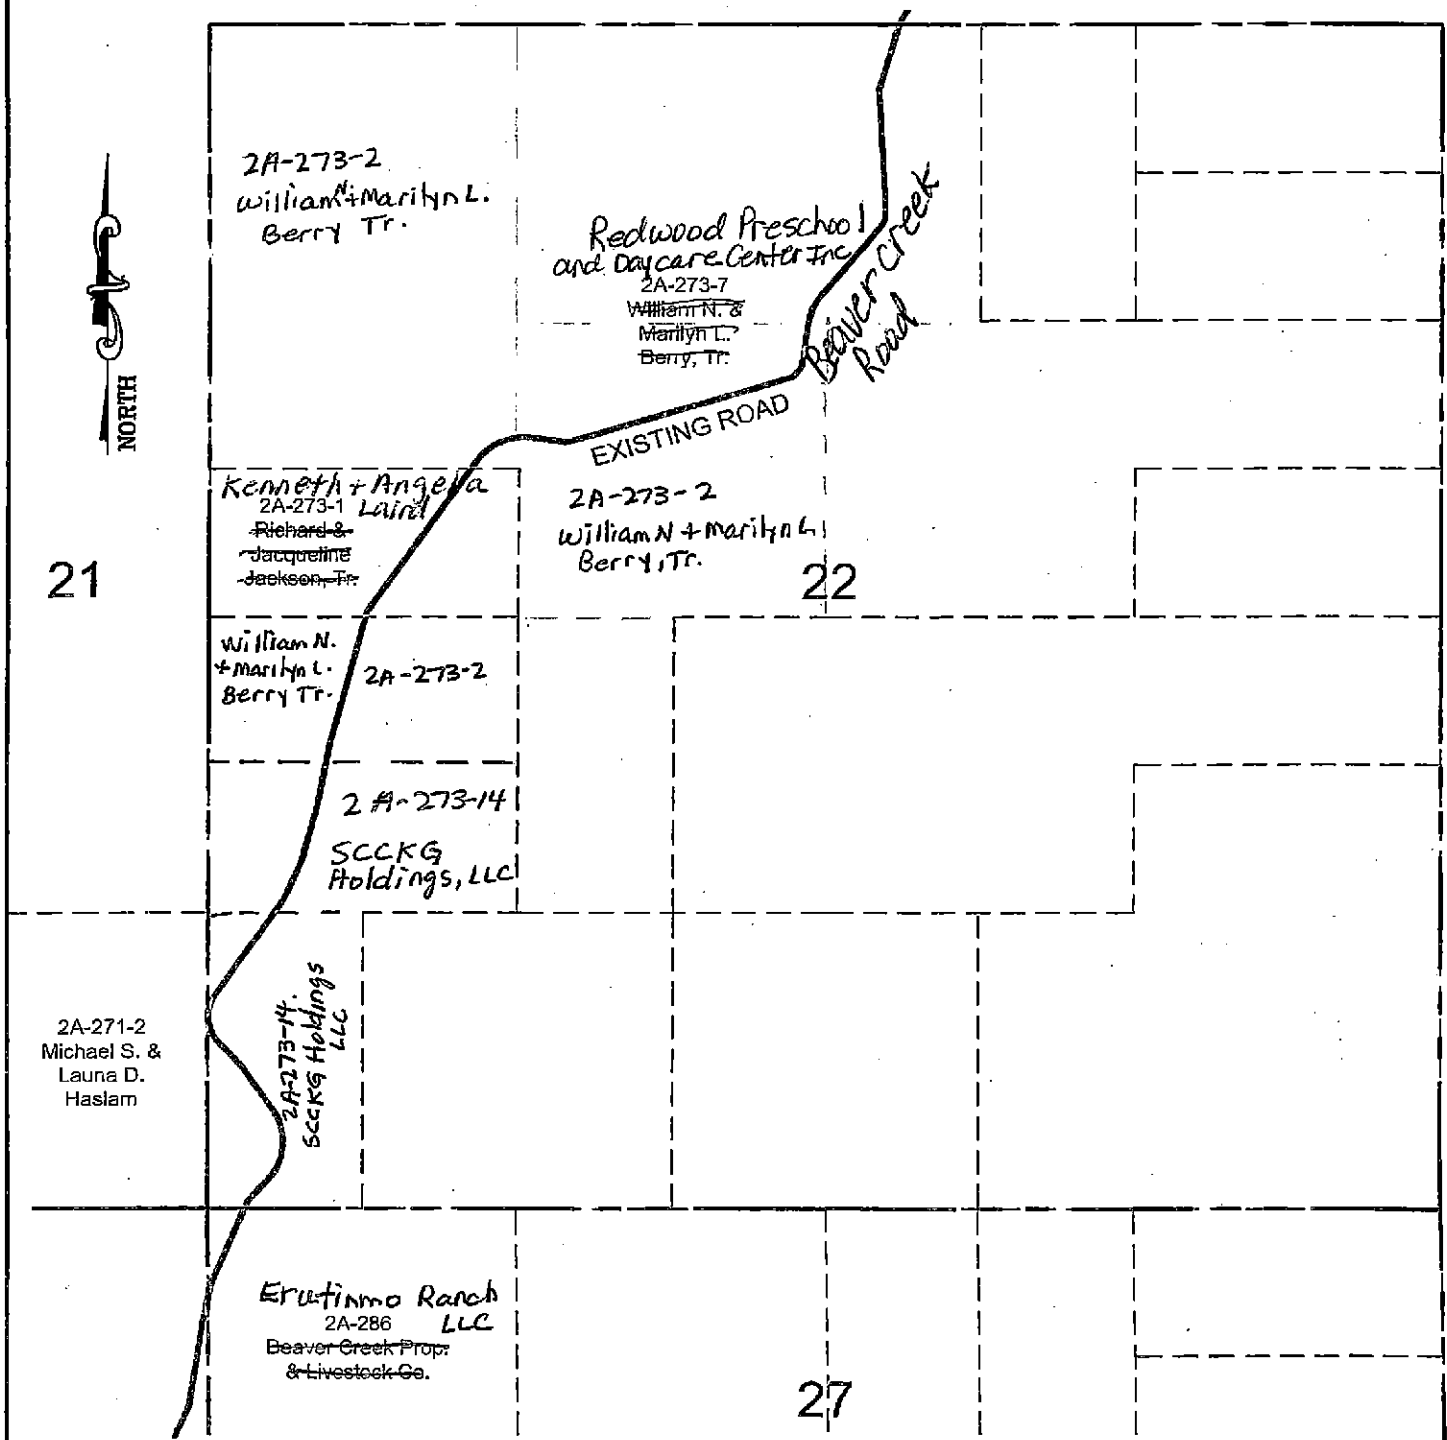 2A-273-2
William N + Marilyn L.
Berry Tr.
Redwood Preschool
and Daycare Center Inc
2A-273-7
William N. &
Marilyn L.
Berry, Tr.
Beaver Creek
Road
NORTH
EXISTING ROAD
Kenneth + Angela
2A-273-1 Laird
Richard &
Jacqueline
Jackson, Tr.
2A-273-2
William N + Marilyn L
Berry, Tr.
21
22
William N.
+ Marilyn L.
Berry Tr.
2A-273-2
2A-273-14
SCCKG
Holdings, LLC
2A-273-14.
SCCKG Holdings
LLC
2A-271-2
Michael S. &
Launa D.
Haslam
Erutinmo Ranch
2A-286 LLC
Beaver Creek Prop.
& Livestock Co.
27